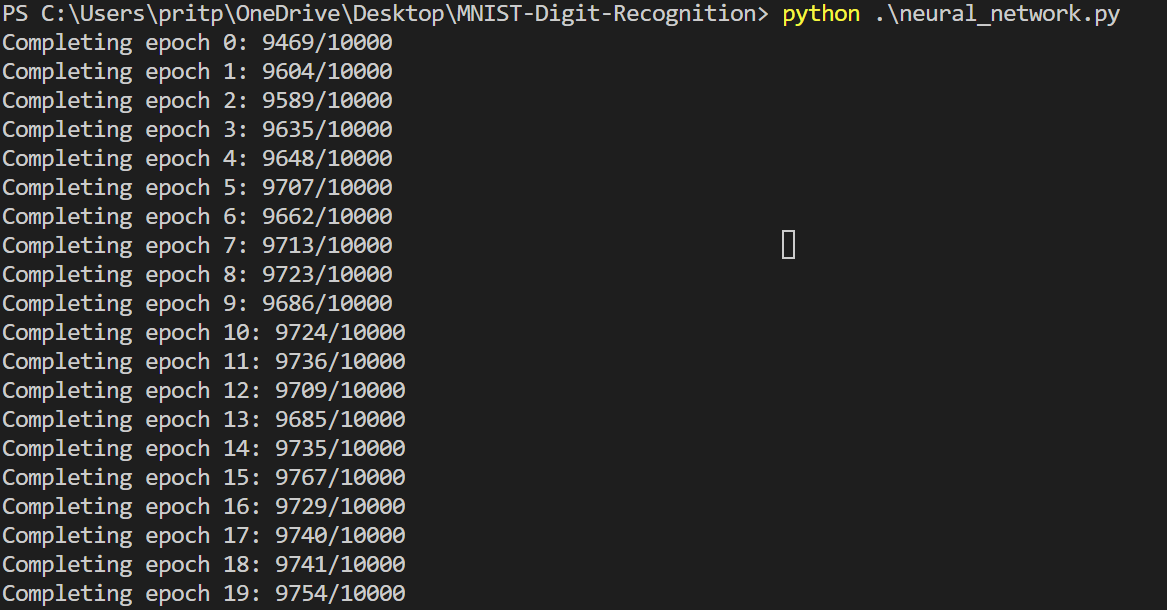 PS C:\Users\pritp\OneDrive\Desktop\MNIST-Digit-Recognition> python .\neural_network.py
Completing epoch 0: 9469/10000
Completing epoch 1: 9604/10000
Completing epoch 2: 9589/10000
Completing epoch 3: 9635/10000
Completing epoch 4: 9648/10000
Completing epoch 5: 9707/10000
Completing epoch 6: 9662/10000
Completing epoch 7: 9713/10000
Completing epoch 8: 9723/10000
Completing epoch 9: 9686/10000
Completing epoch 10: 9724/10000
Completing epoch 11: 9736/10000
Completing epoch 12: 9709/10000
Completing epoch 13: 9685/10000
Completing epoch 14: 9735/10000
Completing epoch 15: 9767/10000
Completing epoch 16: 9729/10000
Completing epoch 17: 9740/10000
Completing epoch 18: 9741/10000
Completing epoch 19: 9754/10000